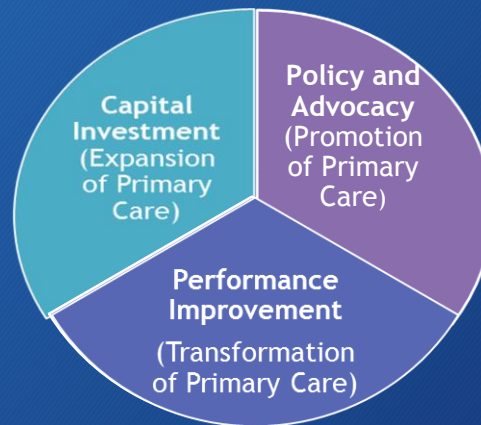 Capital
Investment
(Expansion
of Primary
Care)
Policy and
Advocacy
(Promotion
of Primary
Care)
Performance
Improvement
(Transformation
of Primary Care)